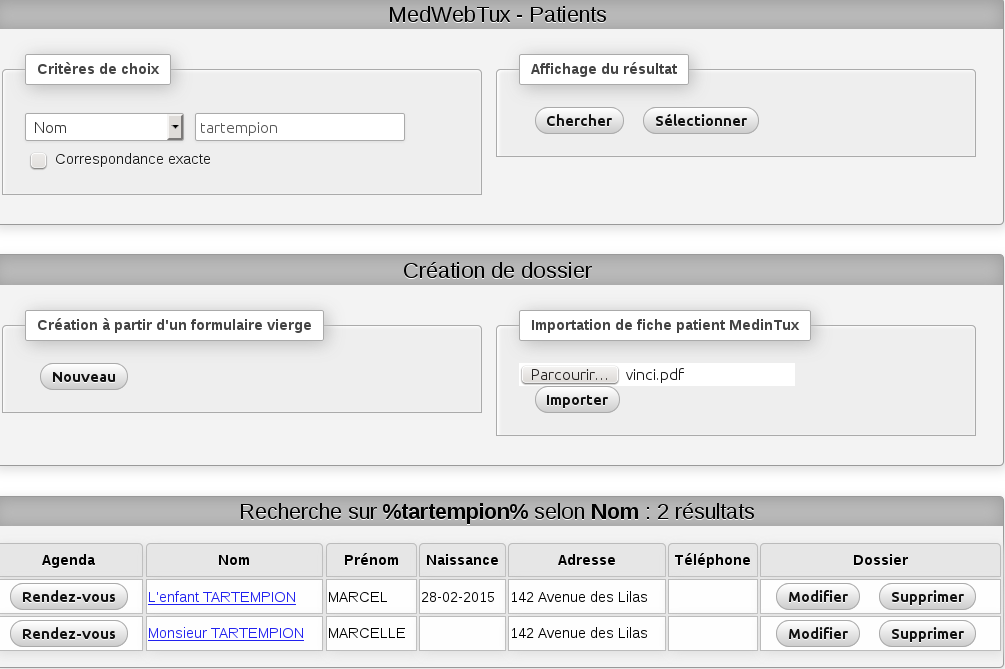 MedWebTux - Patients
Critères de choix
Affichage du résultat
Nom tartempion
Chercher Sélectionner
Correspondance exacte
Création de dossier
Création à partir d'un formulaire vierge
Importation de fiche patient MedinTux
Nouveau
Parcourir... vinci.pdf
Importer
Recherche sur %tartempion% selon Nom : 2 résultats
Agenda Nom Prénom Naissance Adresse Téléphone Dossier
Rendez-vous L'enfant TARTEMPION MARCEL 28-02-2015 142 Avenue des Lilas Modifier Supprimer
Rendez-vous Monsieur TARTEMPION MARCELLE 142 Avenue des Lilas Modifier Supprimer